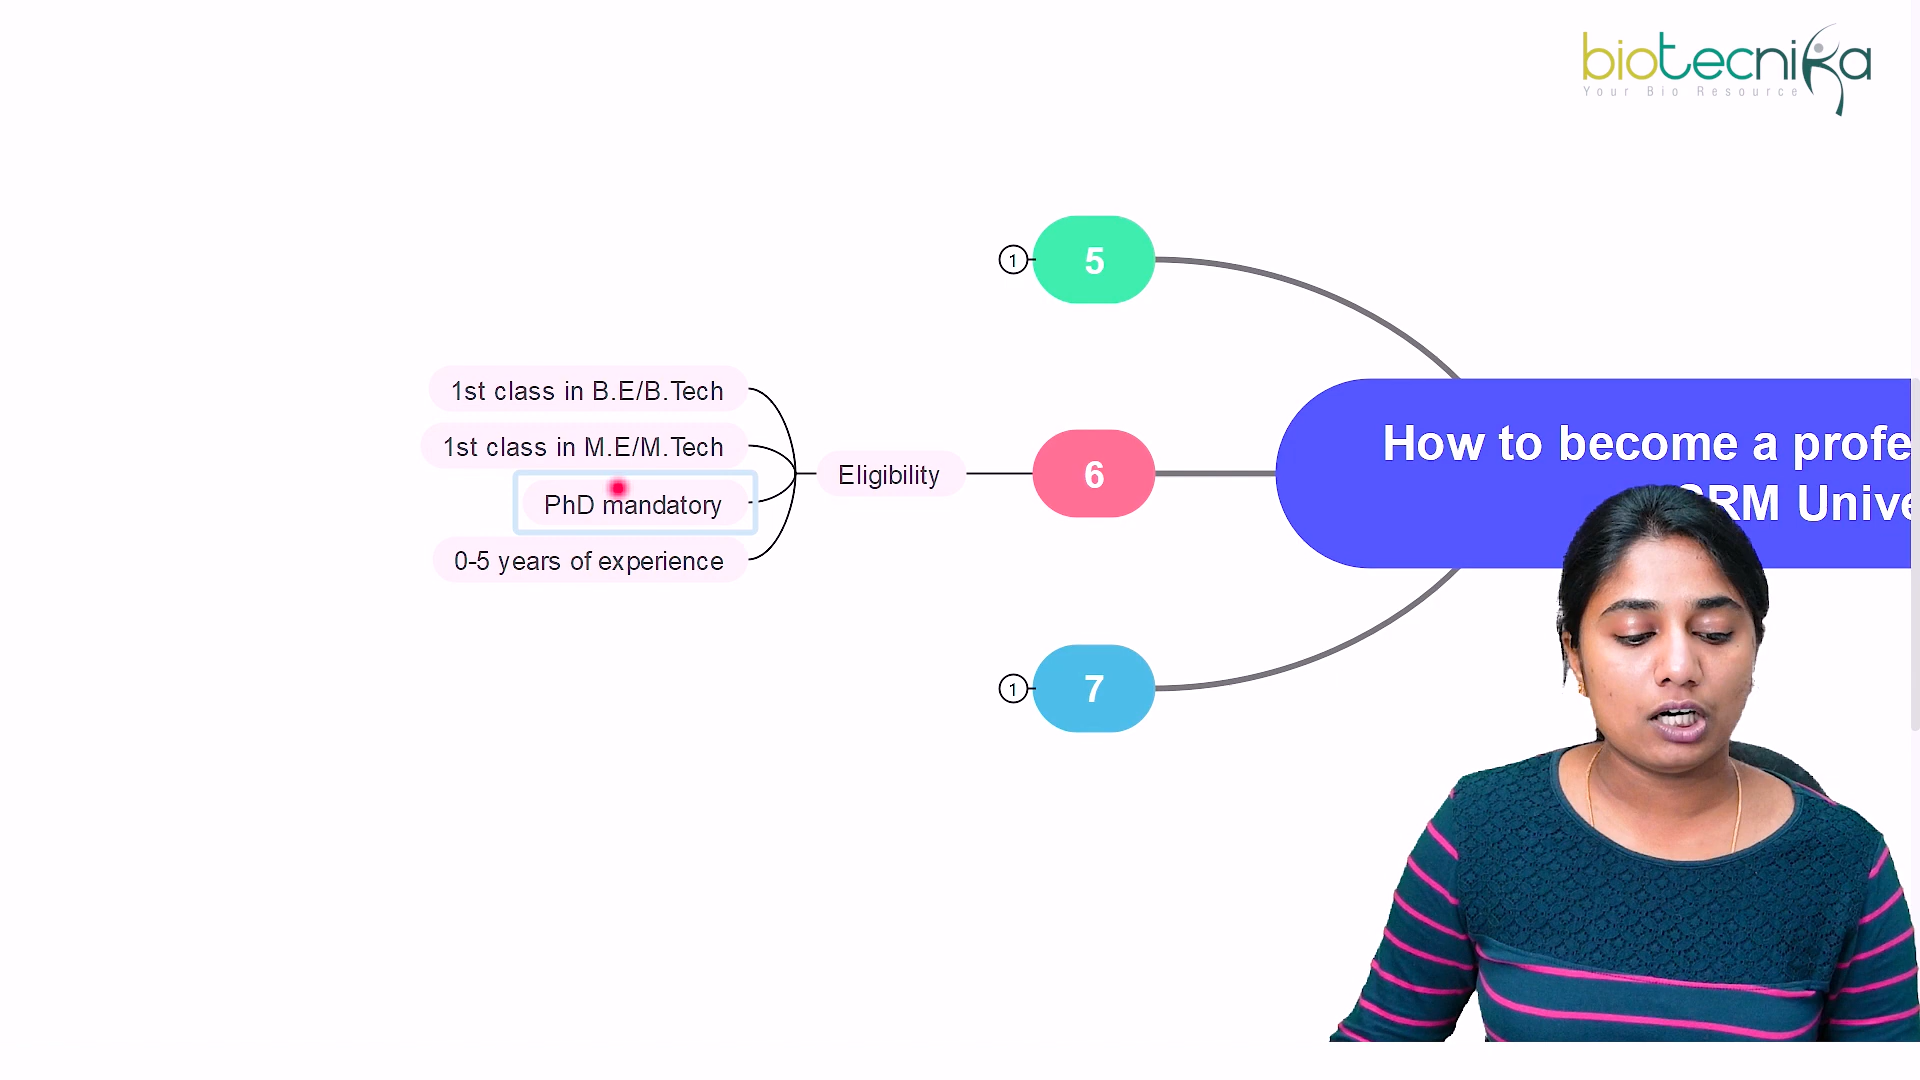 biotecnika
Your Bio Resource
1
5
1st class in B.E/B.Tech
1st class in M.E/M.Tech
PhD mandatory
0-5 years of experience
Eligibility
6
How to become a profe
SRM Unive
1
7